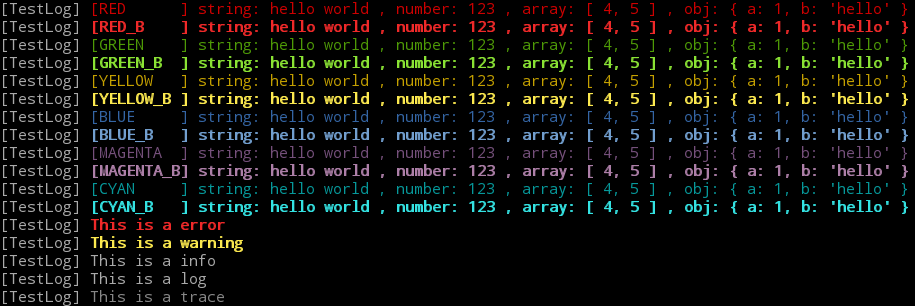 [TestLog] [RED      ] string: hello world , number: 123 , array: [ 4, 5 ] , obj: { a: 1, b: 'hello' }
[TestLog] [RED_B    ] string: hello world , number: 123 , array: [ 4, 5 ] , obj: { a: 1, b: 'hello' }
[TestLog] [GREEN    ] string: hello world , number: 123 , array: [ 4, 5 ] , obj: { a: 1, b: 'hello' }
[TestLog] [GREEN_B  ] string: hello world , number: 123 , array: [ 4, 5 ] , obj: { a: 1, b: 'hello' }
[TestLog] [YELLOW   ] string: hello world , number: 123 , array: [ 4, 5 ] , obj: { a: 1, b: 'hello' }
[TestLog] [YELLOW_B ] string: hello world , number: 123 , array: [ 4, 5 ] , obj: { a: 1, b: 'hello' }
[TestLog] [BLUE     ] string: hello world , number: 123 , array: [ 4, 5 ] , obj: { a: 1, b: 'hello' }
[TestLog] [BLUE_B   ] string: hello world , number: 123 , array: [ 4, 5 ] , obj: { a: 1, b: 'hello' }
[TestLog] [MAGENTA  ] string: hello world , number: 123 , array: [ 4, 5 ] , obj: { a: 1, b: 'hello' }
[TestLog] [MAGENTA_B] string: hello world , number: 123 , array: [ 4, 5 ] , obj: { a: 1, b: 'hello' }
[TestLog] [CYAN     ] string: hello world , number: 123 , array: [ 4, 5 ] , obj: { a: 1, b: 'hello' }
[TestLog] [CYAN_B   ] string: hello world , number: 123 , array: [ 4, 5 ] , obj: { a: 1, b: 'hello' }
[TestLog] This is a error
[TestLog] This is a warning
[TestLog] This is a info
[TestLog] This is a log
[TestLog] This is a trace